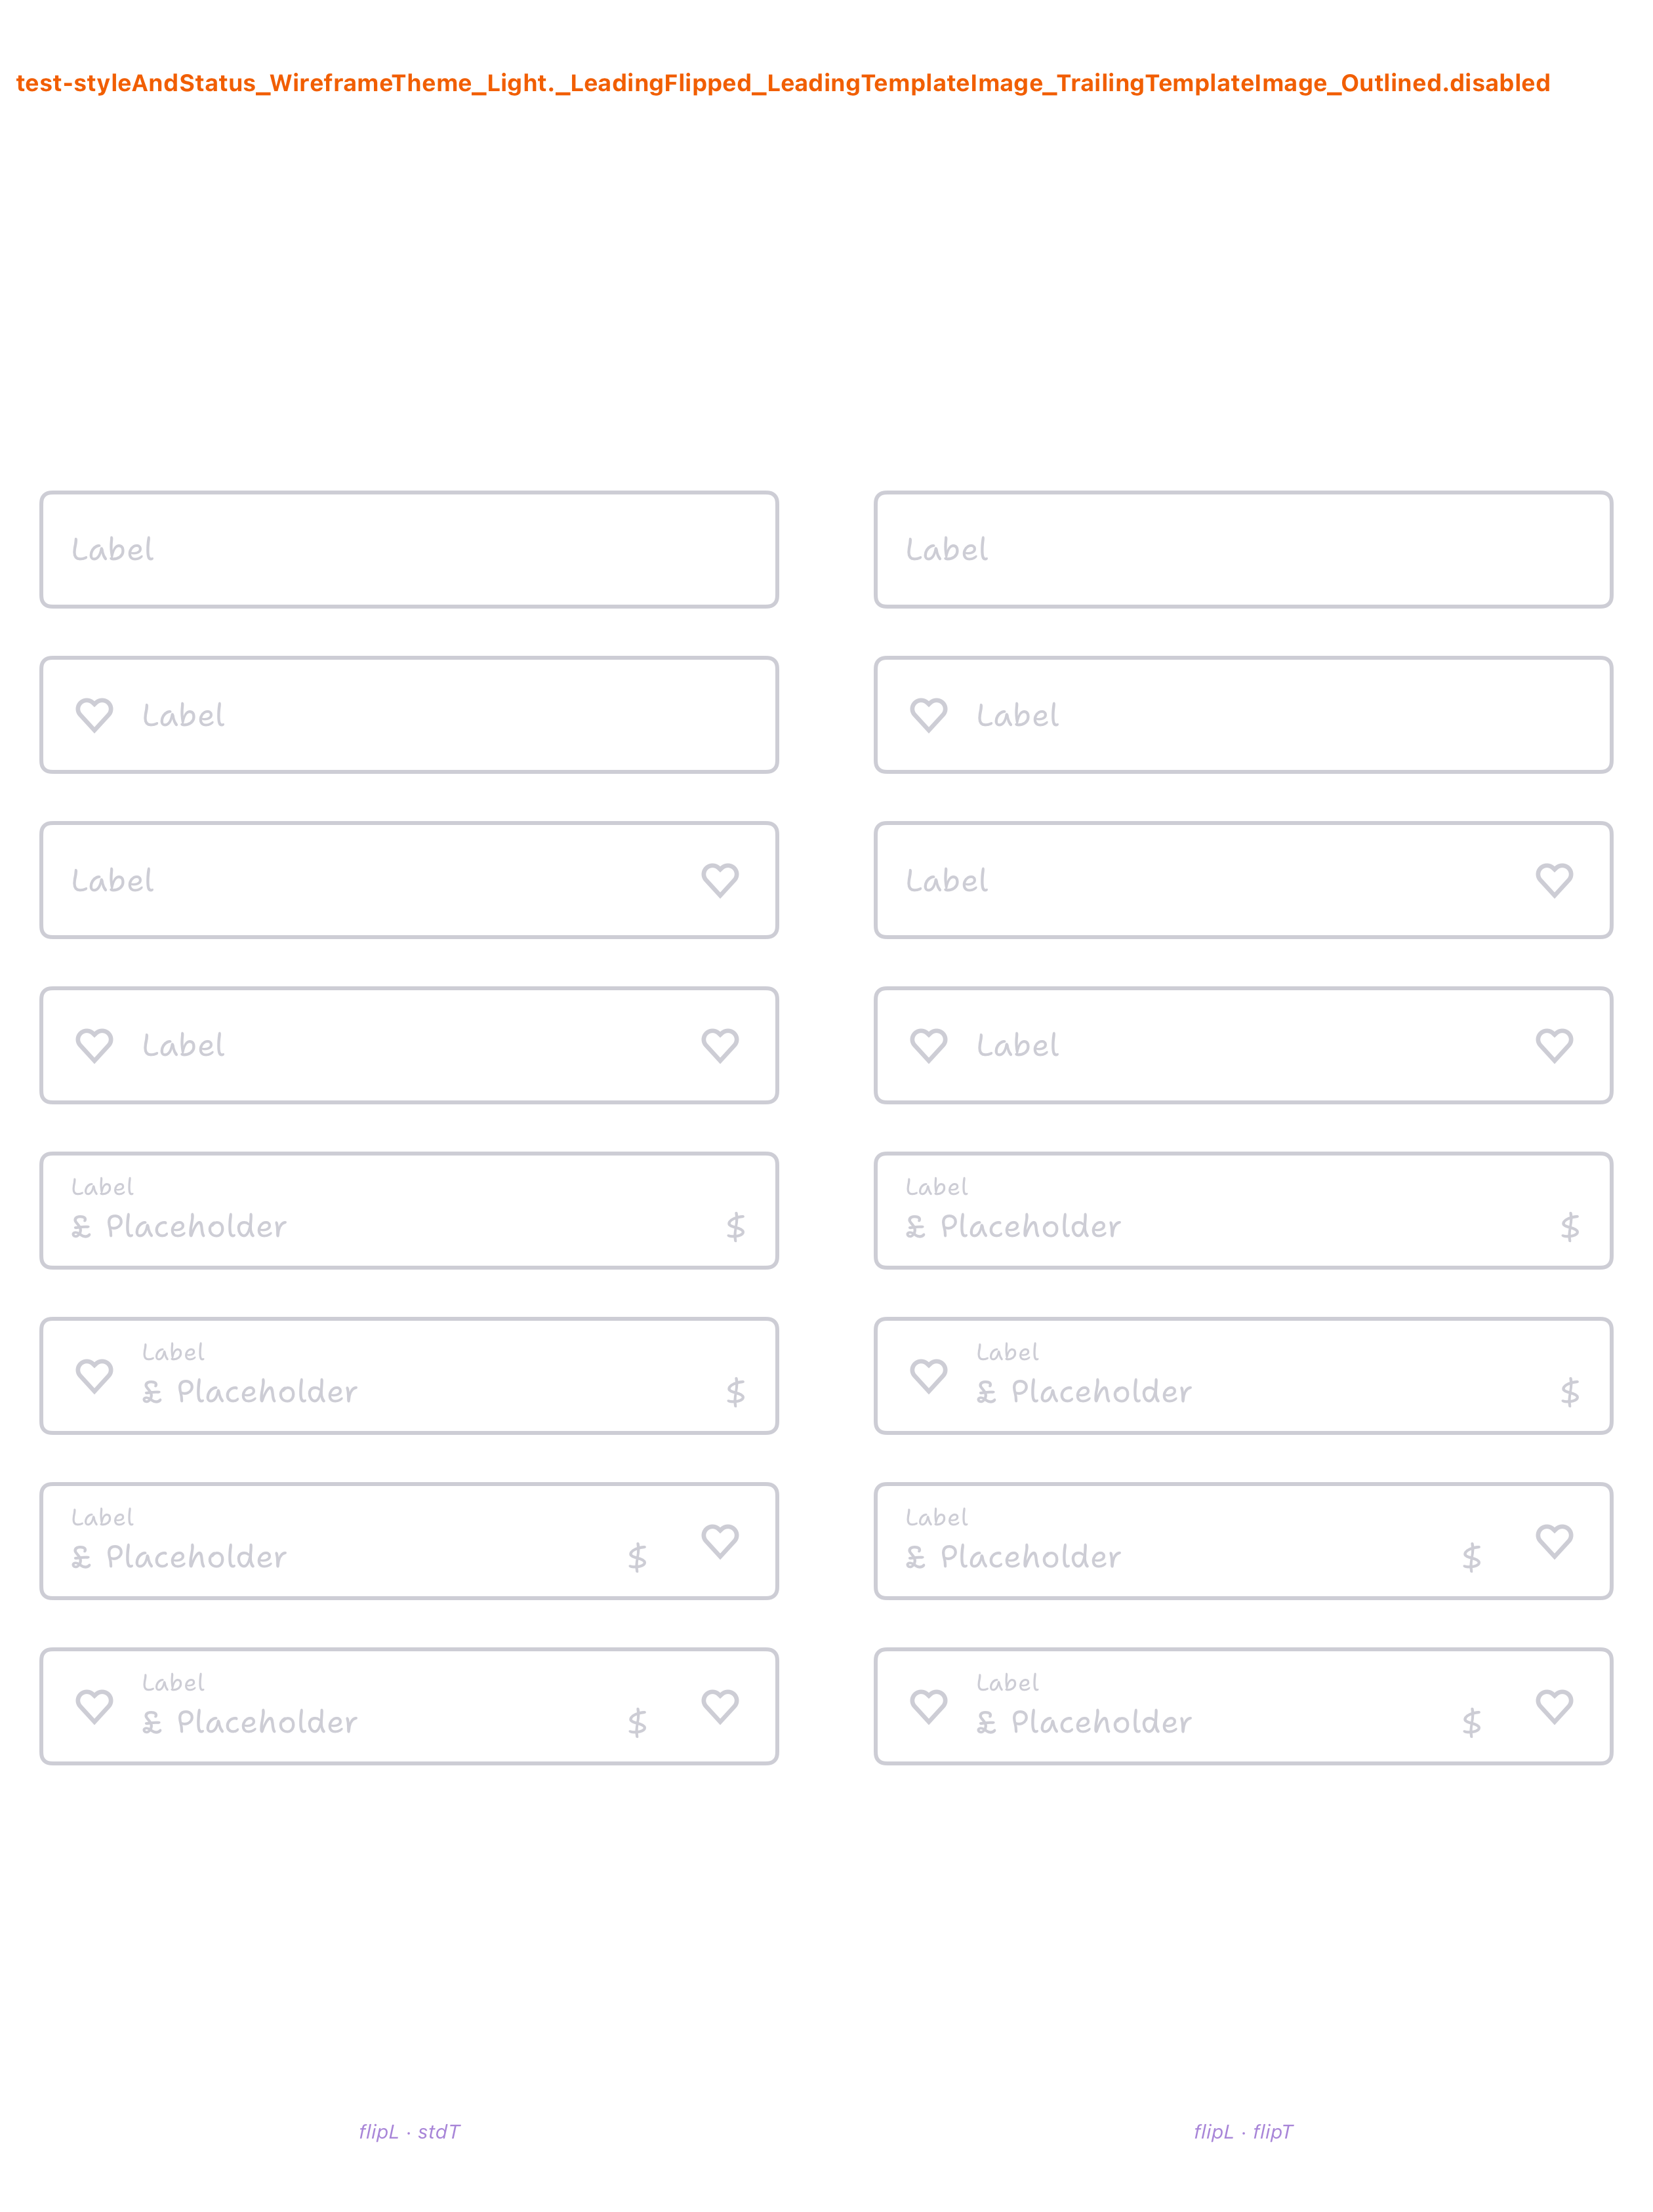 test-styleAndStatus_WireframeTheme_Light._LeadingFlipped_LeadingTemplateImage_TrailingTemplateImage_Outlined.disabled
Label
Label
Label
Label
Label
Label
Label
Label
Label
£ Placeholder $
Label
£ Placeholder $
Label
£ Placeholder $
Label
£ Placeholder $
Label
£ Placeholder $
Label
£ Placeholder $
Label
£ Placeholder $
Label
£ Placeholder $
flipL · stdT
flipL · flipT